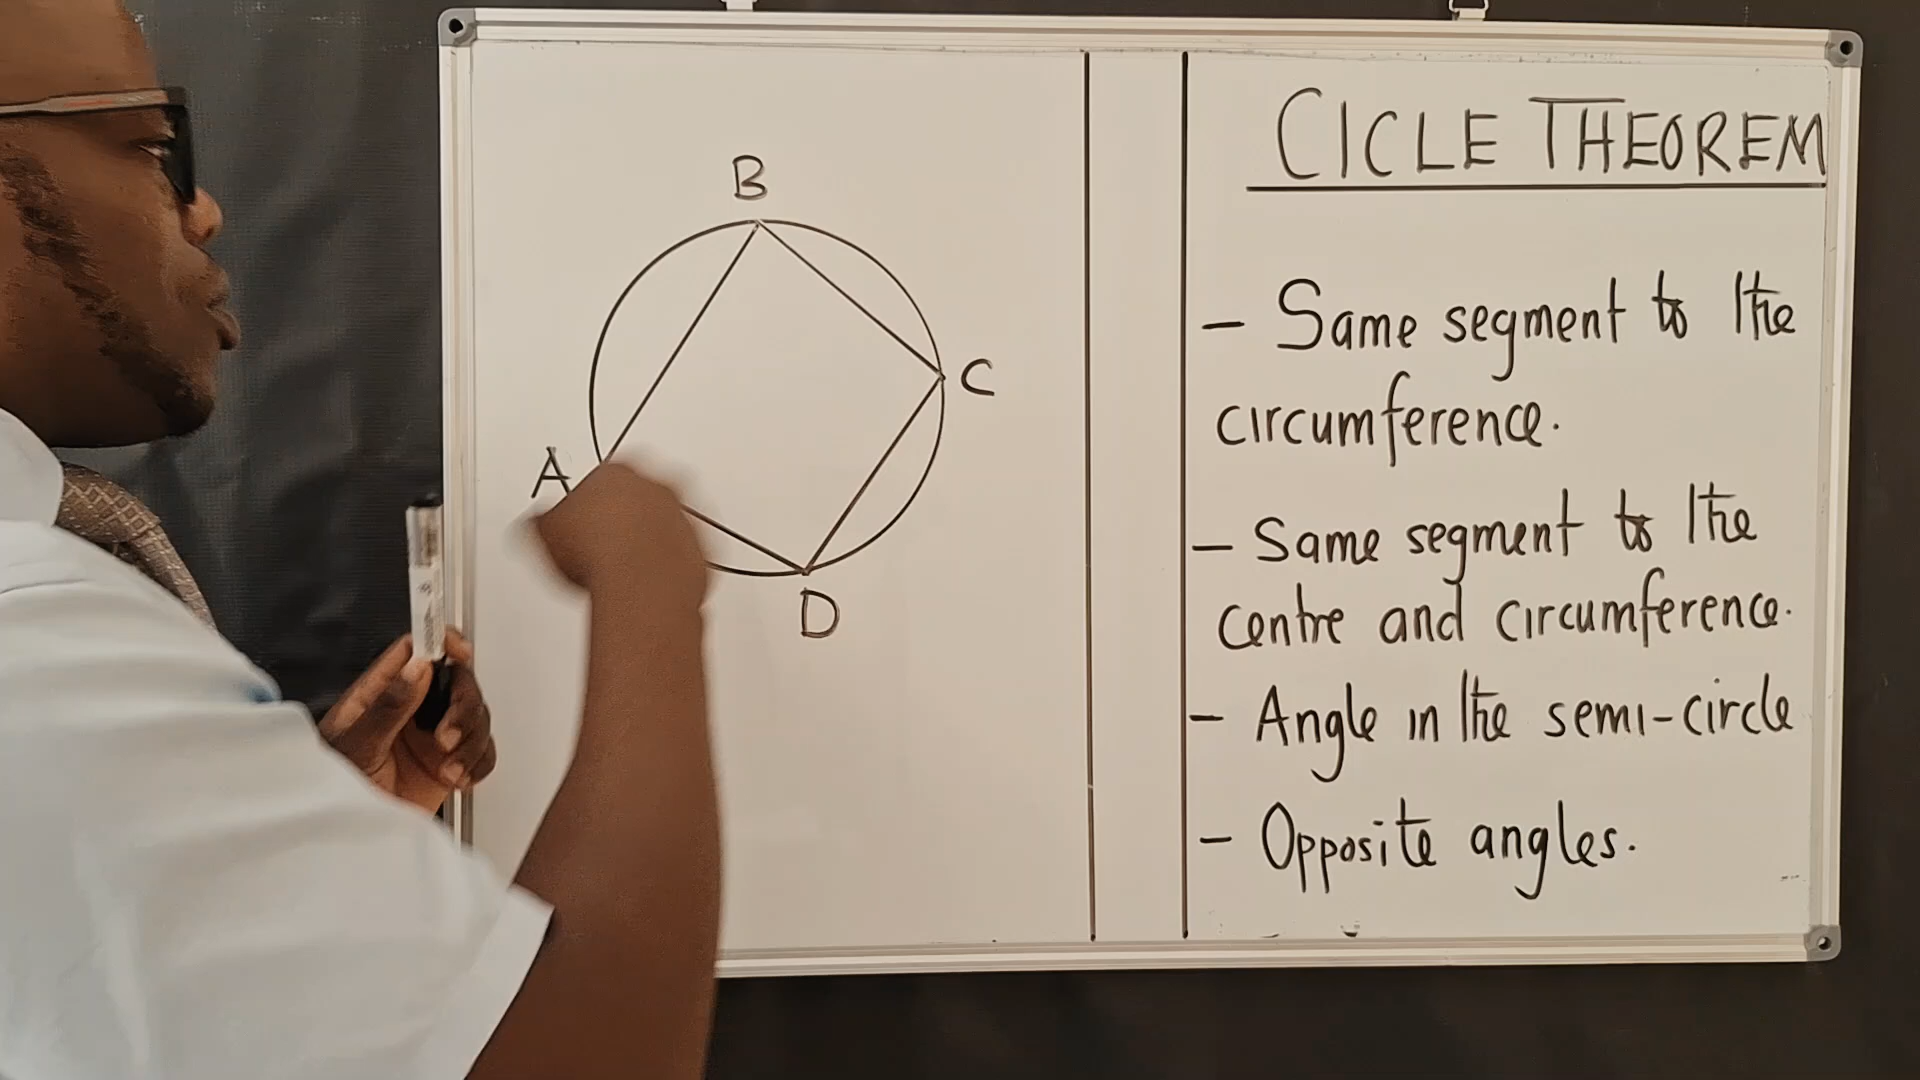 B
C
A
D
CICLE THEOREM
- Same segment to the
circumference.
- Same segment to the
centre and circumference.
- Angle in the semi-circle
- Opposite angles.